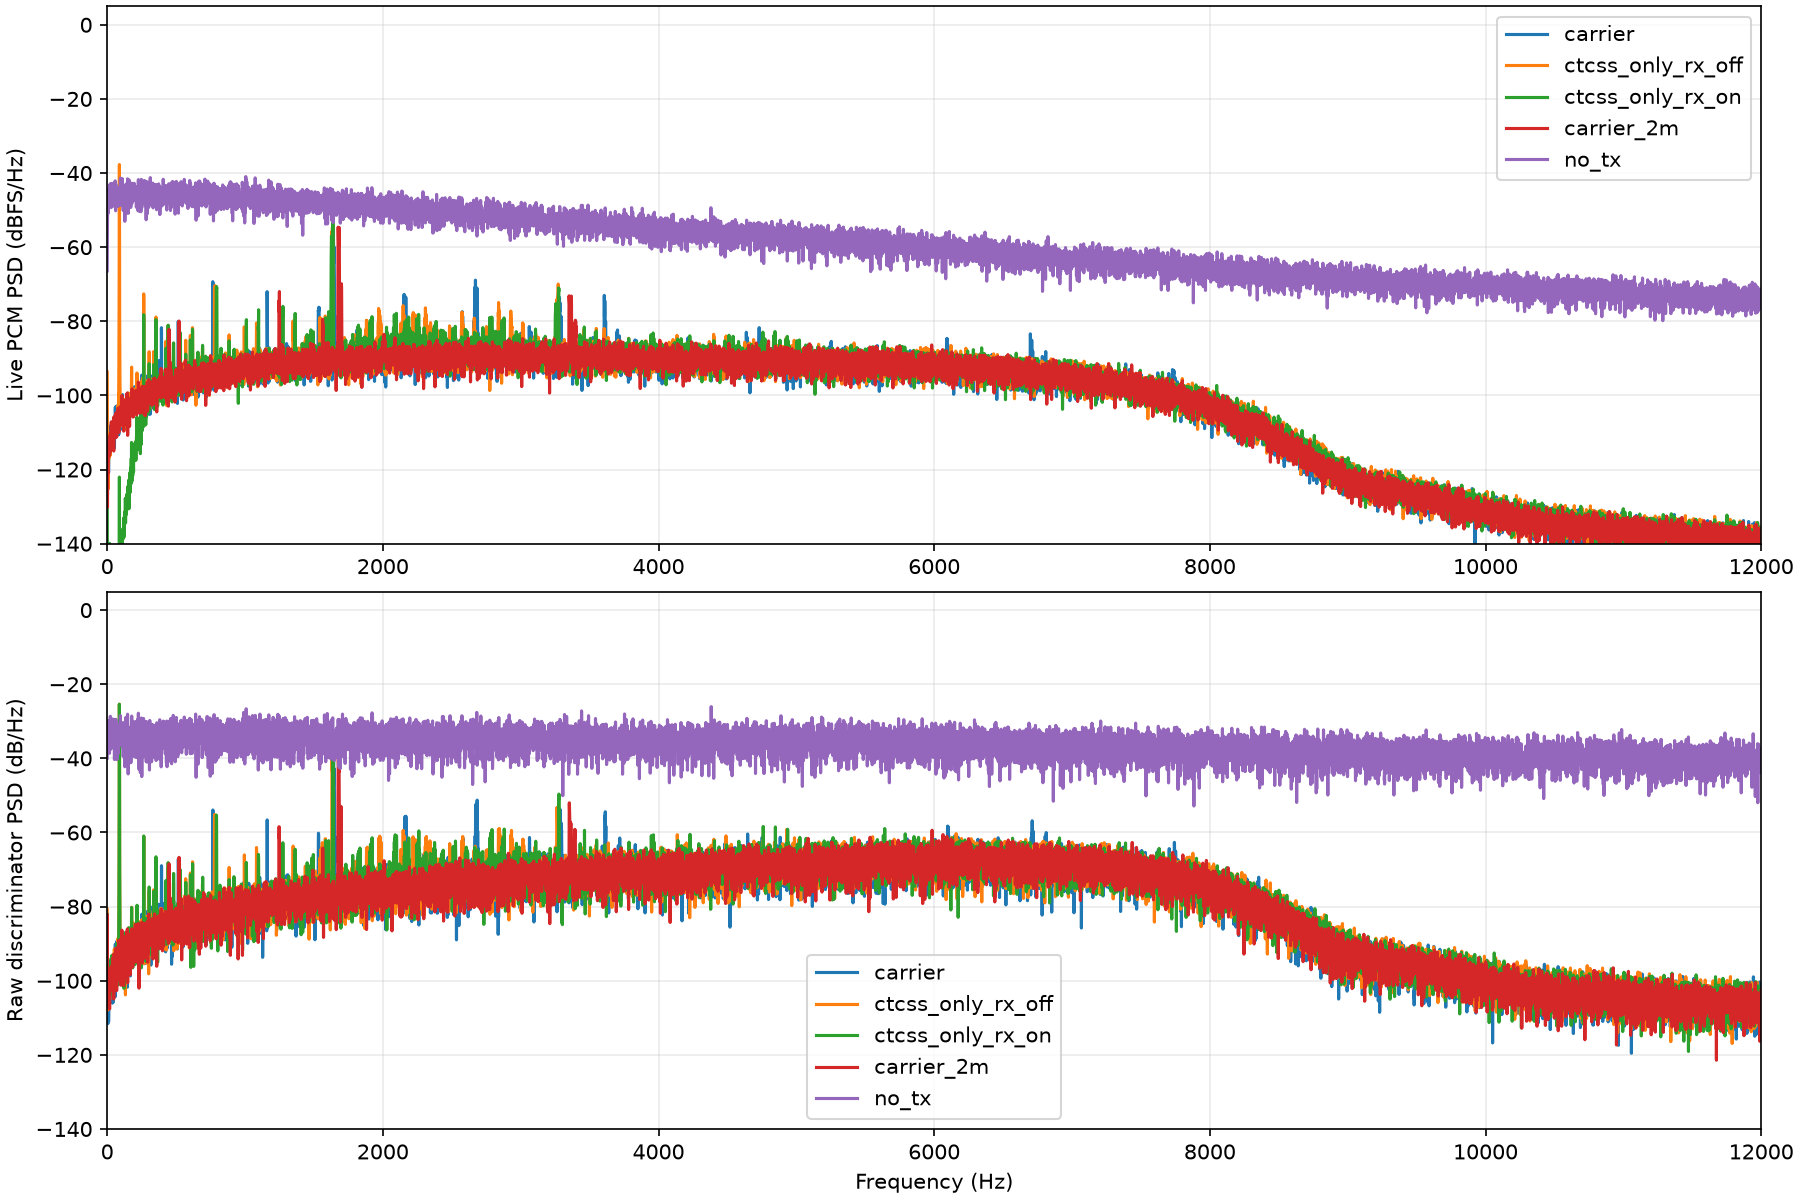 Live PCM PSD (dBFS/Hz)
0
−20
−40
−60
−80
−100
−120
−140
carrier
ctcss_only_rx_off
ctcss_only_rx_on
carrier_2m
no_tx
0 2000 4000 6000 8000 10000 12000
Raw discriminator PSD (dB/Hz)
0
−20
−40
−60
−80
−100
−120
−140
carrier
ctcss_only_rx_off
ctcss_only_rx_on
carrier_2m
no_tx
0 2000 4000 6000 8000 10000 12000
Frequency (Hz)